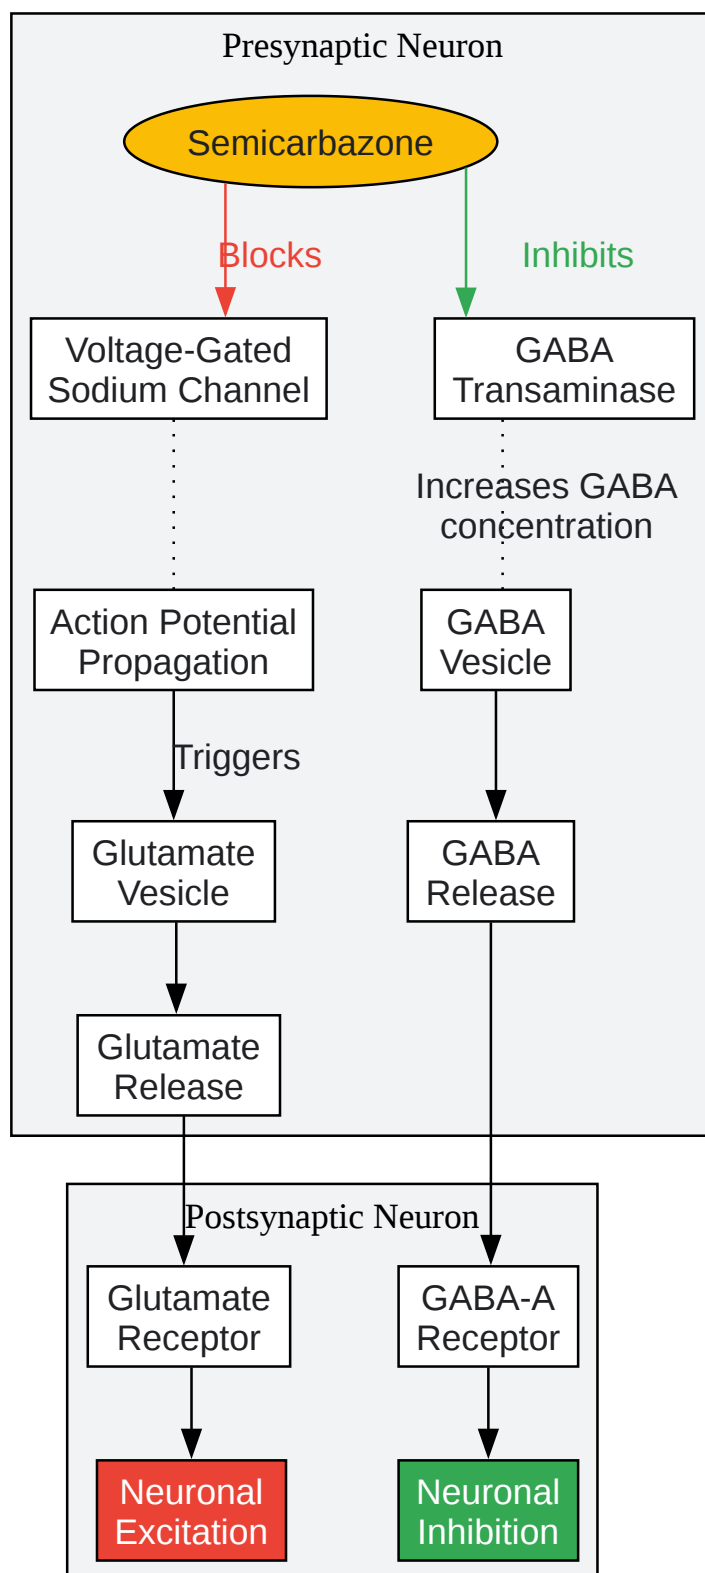 Presynaptic Neuron
Semicarbazone
Blocks
Inhibits
Voltage-Gated
Sodium Channel
GABA
Transaminase
Increases GABA
concentration
Action Potential
Propagation
GABA
Vesicle
Triggers
Glutamate
Vesicle
GABA
Release
Glutamate
Release
Postsynaptic Neuron
Glutamate
Receptor
GABA-A
Receptor
Neuronal
Excitation
Neuronal
Inhibition